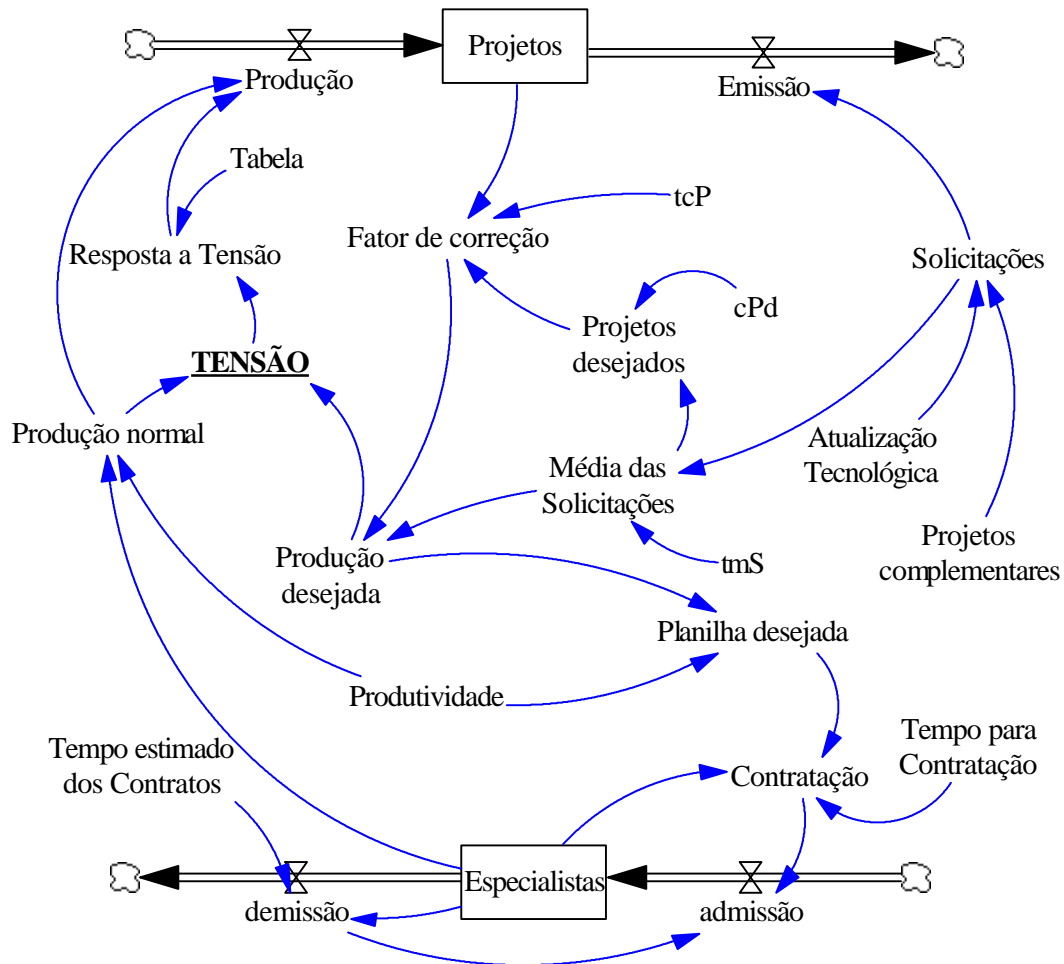 Projetos
Produção
Emissão
Tabela
tcP
Fator de correção
Resposta a Tensão
Solicitações
cPd
Projetos
desejados
TENSÃO
Produção normal
Atualização
Tecnológica
Média das
Solicitações
Projetos
complementares
Produção
desejada
tmS
Planilha desejada
Produtividade
Tempo estimado
dos Contratos
Tempo para
Contratação
Contratação
Especialistas
demissão
admissão